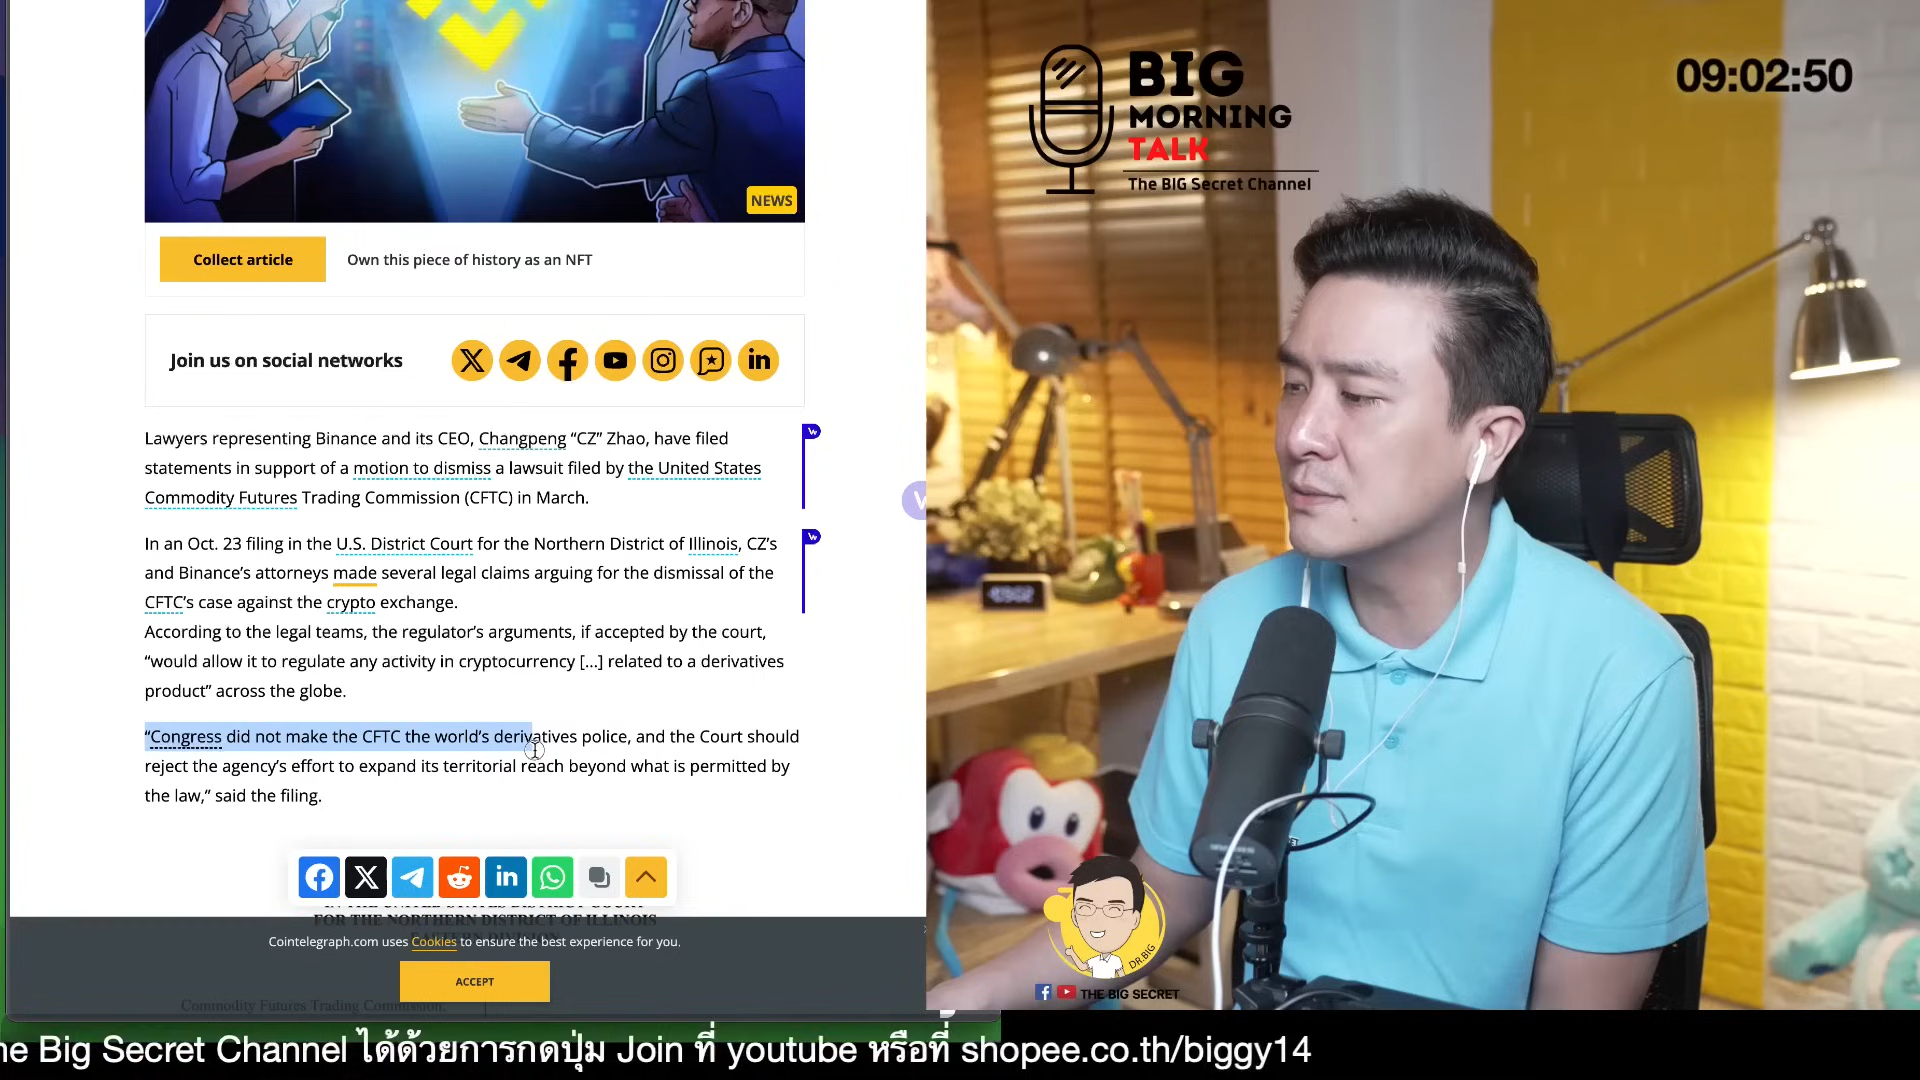 NEWS
Collect article
Own this piece of history as an NFT
Join us on social networks
Lawyers representing Binance and its CEO, Changpeng “CZ” Zhao, have filed
statements in support of a motion to dismiss a lawsuit filed by the United States
Commodity Futures Trading Commission (CFTC) in March.
In an Oct. 23 filing in the U.S. District Court for the Northern District of Illinois, CZ’s
and Binance’s attorneys made several legal claims arguing for the dismissal of the
CFTC’s case against the crypto exchange.
According to the legal teams, the regulator’s arguments, if accepted by the court,
“would allow it to regulate any activity in cryptocurrency [...] related to a derivatives
product” across the globe.
“Congress did not make the CFTC the world’s derivatives police, and the Court should
reject the agency’s effort to expand its territorial reach beyond what is permitted by
the law,” said the filing.
FOR THE NORTHERN DISTRICT OF ILLINOIS
Cointelegraph.com uses Cookies to ensure the best experience for you.
ACCEPT
Commodity Futures Trading Commission,
BIG
MORNING
TALK
The BIG Secret Channel
09:02:50
DR.BIG
THE BIG SECRET
he Big Secret Channel ได้ด้วยการกดปุ่ม Join ที่ youtube หรือที่ shopee.co.th/biggy14